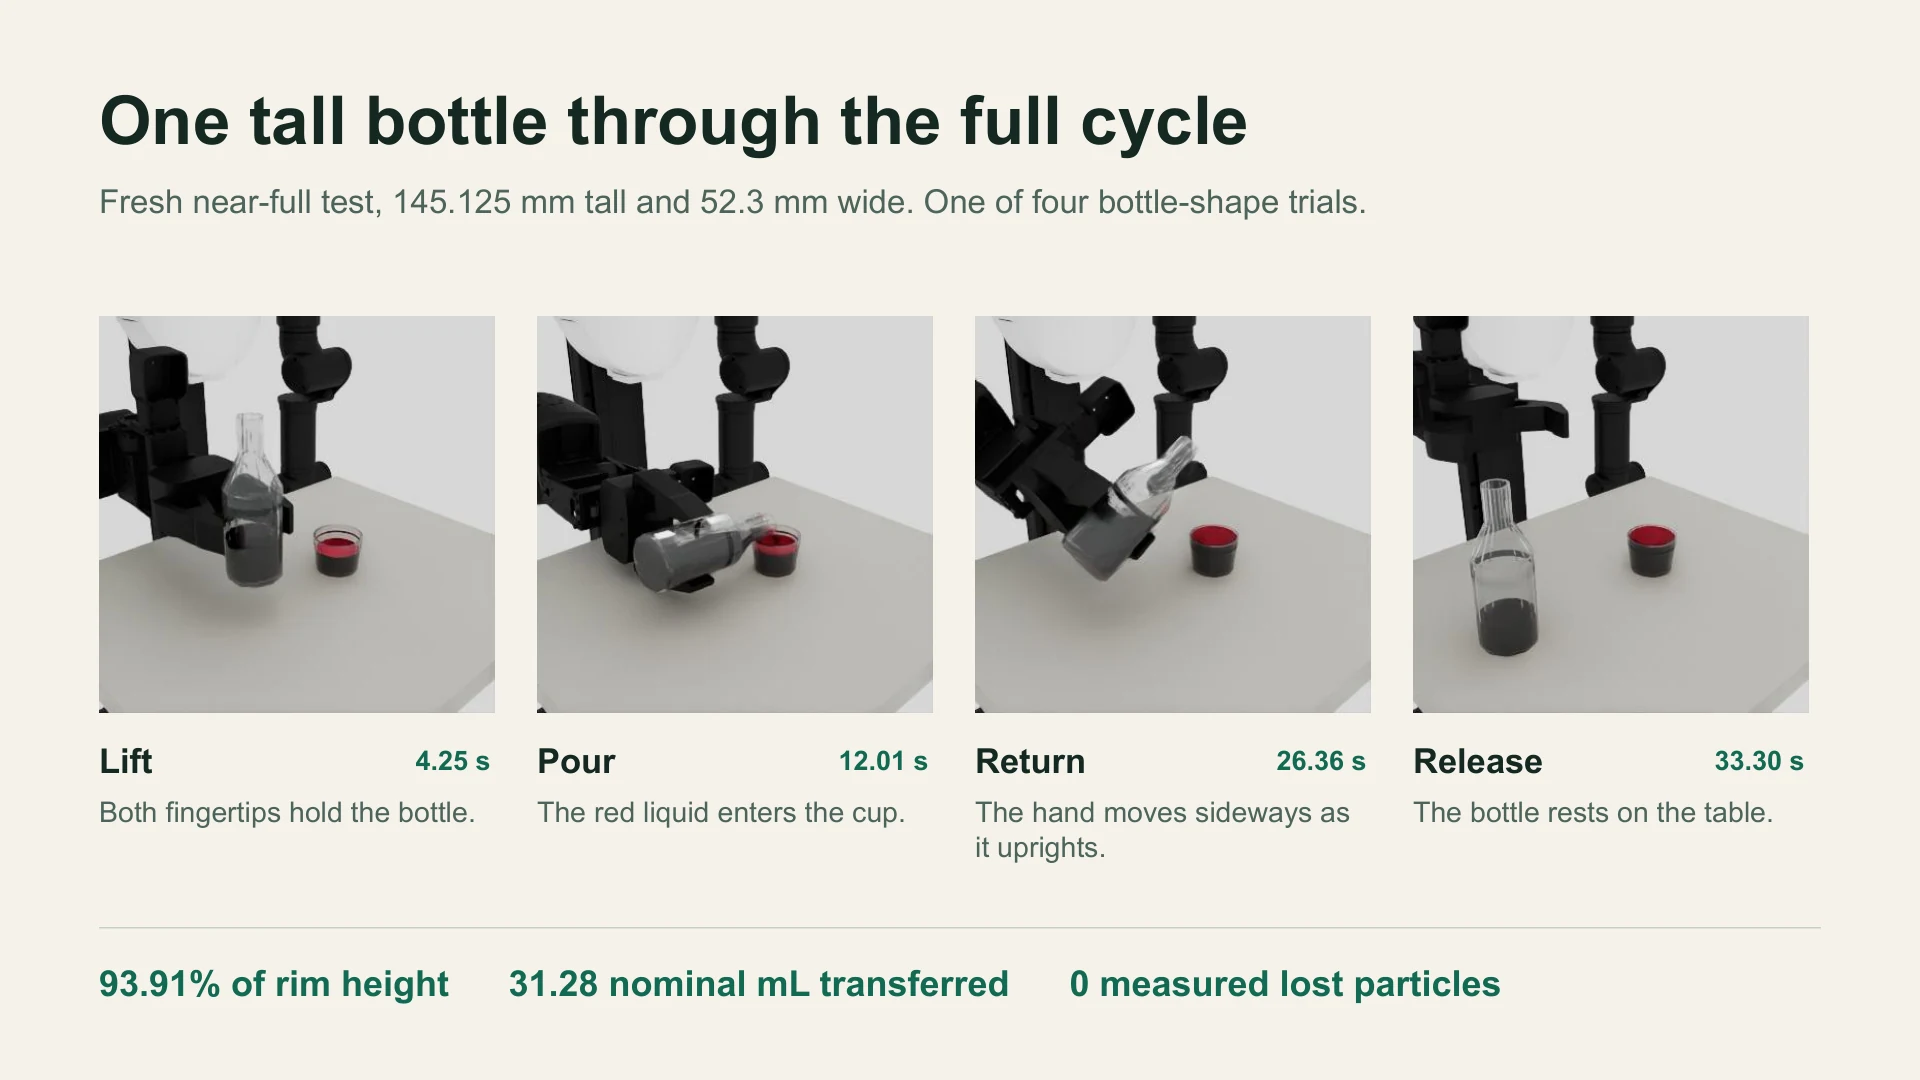 One tall bottle through the full cycle
Fresh near-full test, 145.125 mm tall and 52.3 mm wide. One of four bottle-shape trials.
Lift 4.25 s
Both fingertips hold the bottle.
Pour 12.01 s
The red liquid enters the cup.
Return 26.36 s
The hand moves sideways as
it uprights.
Release 33.30 s
The bottle rests on the table.
93.91% of rim height 31.28 nominal mL transferred 0 measured lost particles